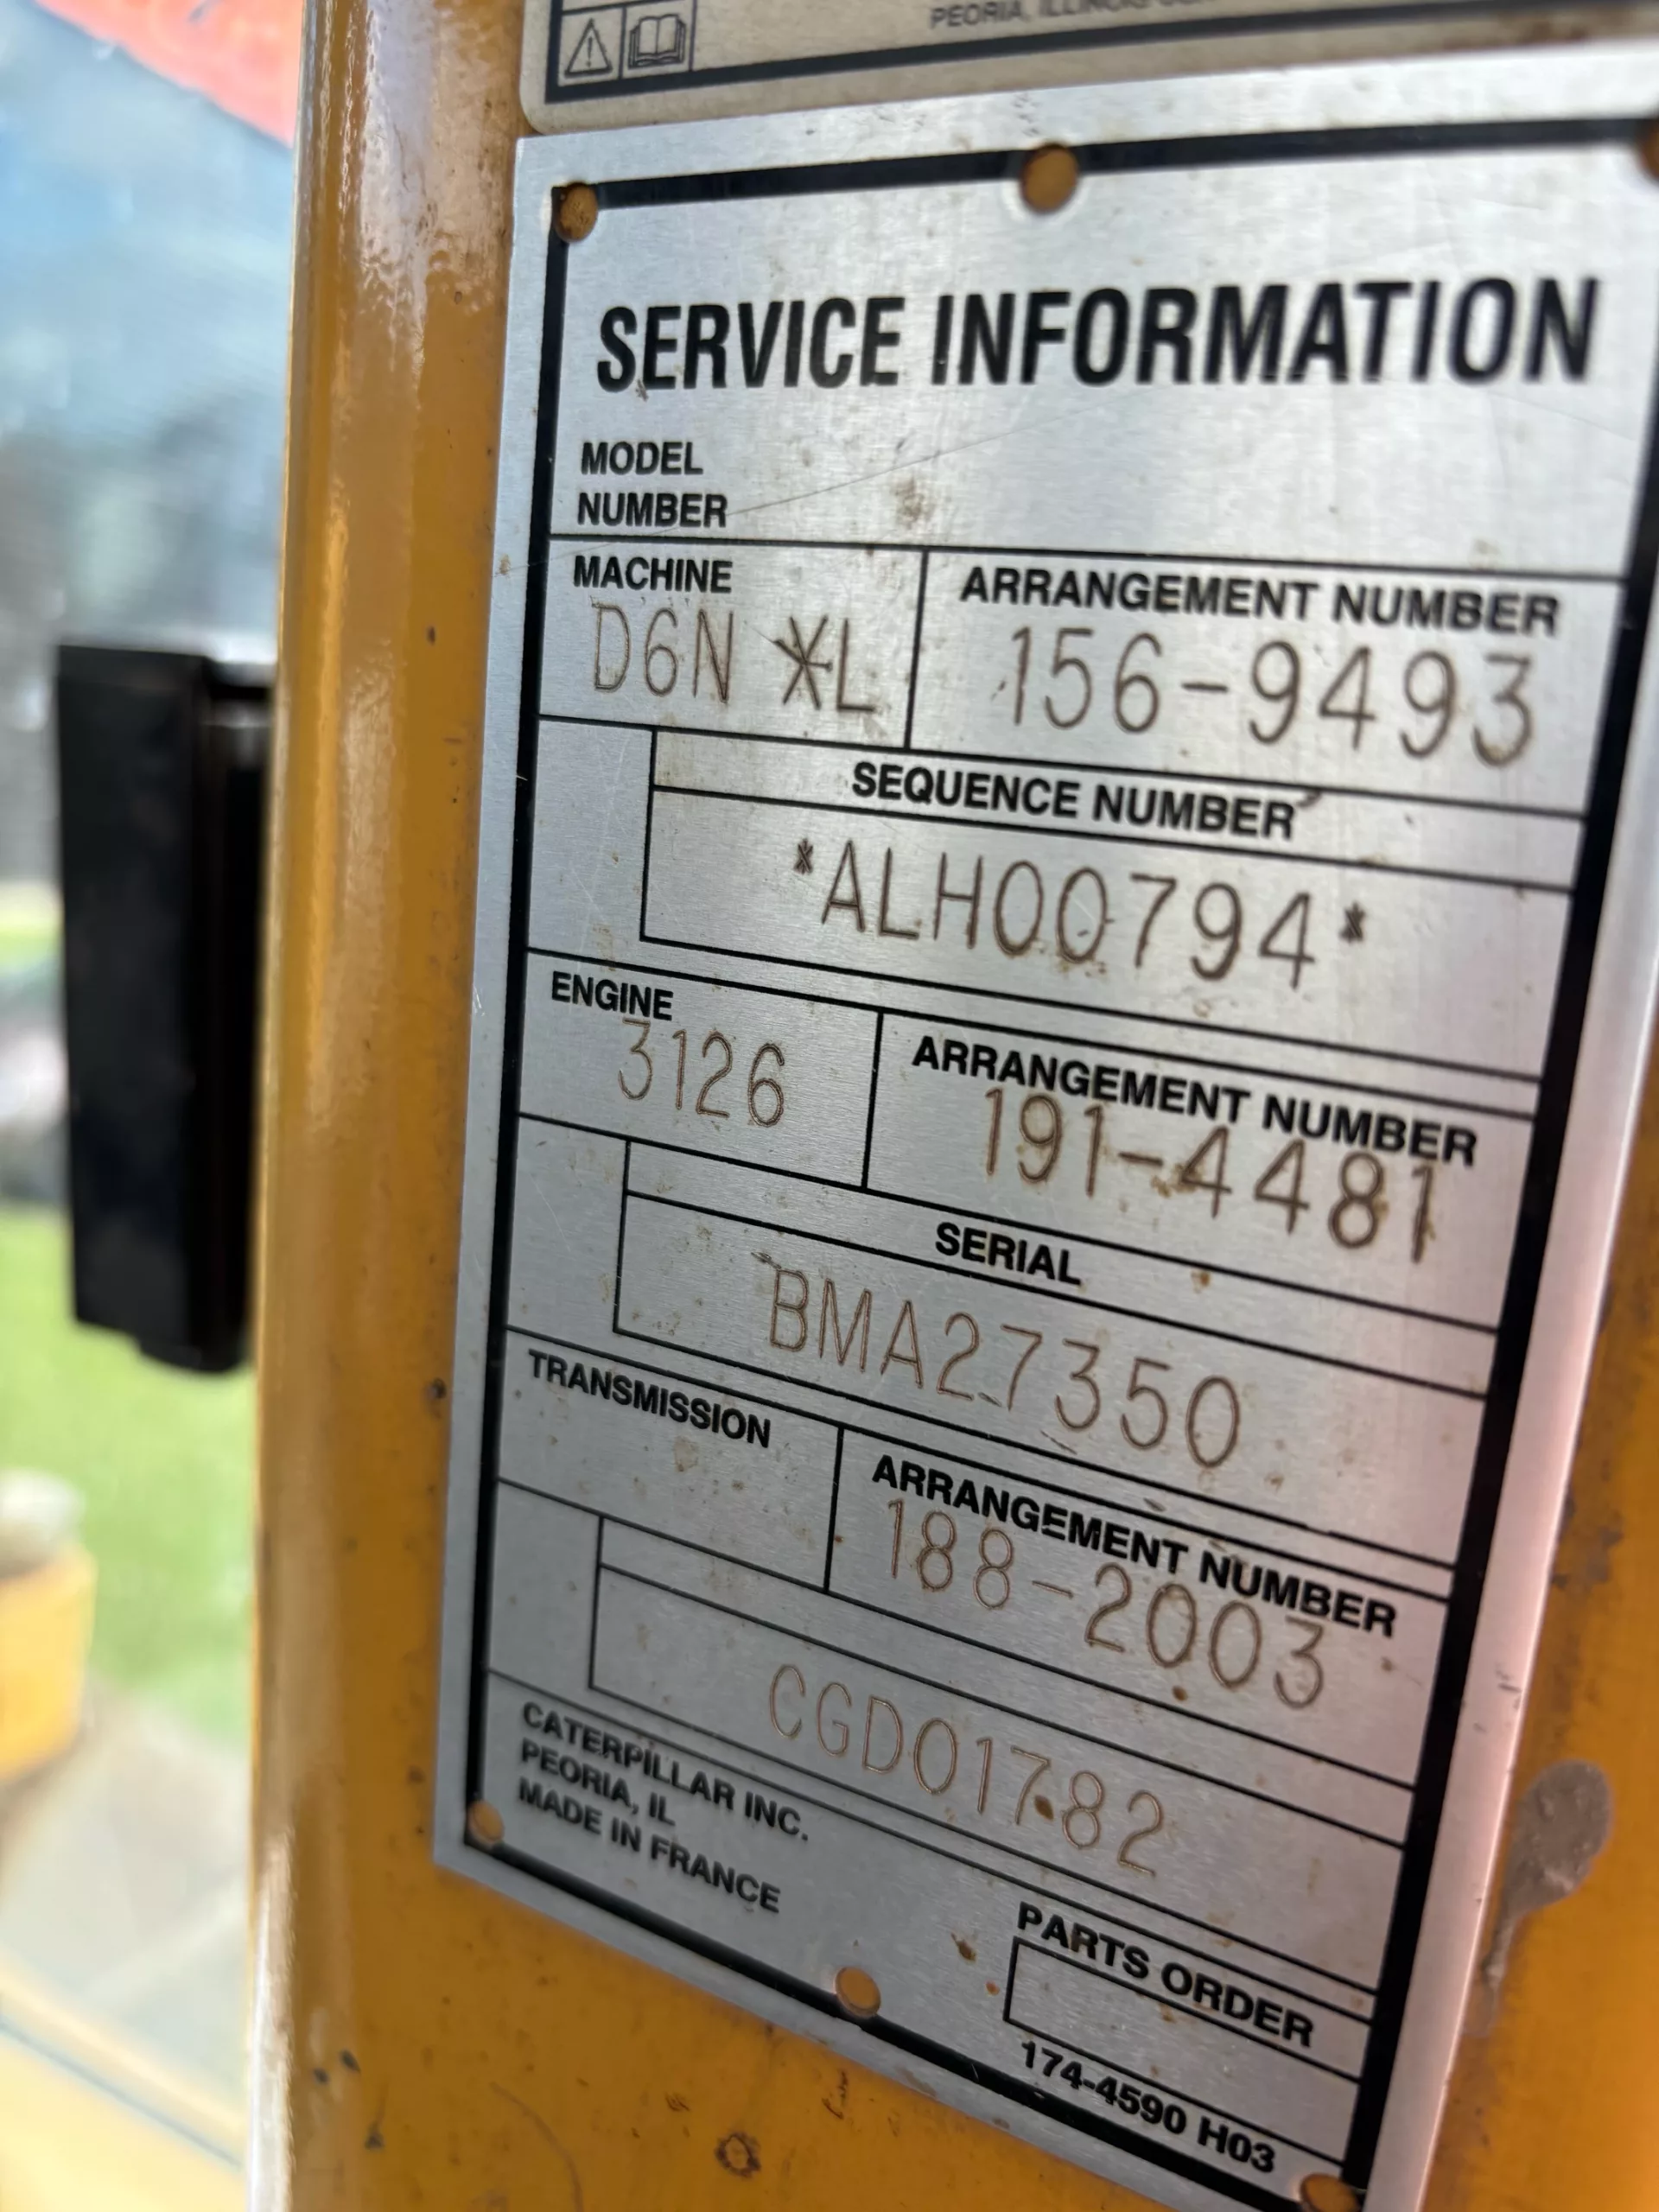 PEORIA, ILLINOIS
SERVICE INFORMATION
MODEL
NUMBER
MACHINE
D6N XL
ARRANGEMENT NUMBER
156-9493
SEQUENCE NUMBER
*ALH00794*
ENGINE
3126
ARRANGEMENT NUMBER
191-4481
SERIAL
BMA27350
TRANSMISSION
ARRANGEMENT NUMBER
188-2003
CGD01782
CATERPILLAR INC.
PEORIA, IL
MADE IN FRANCE
PARTS ORDER
174-4590 H03